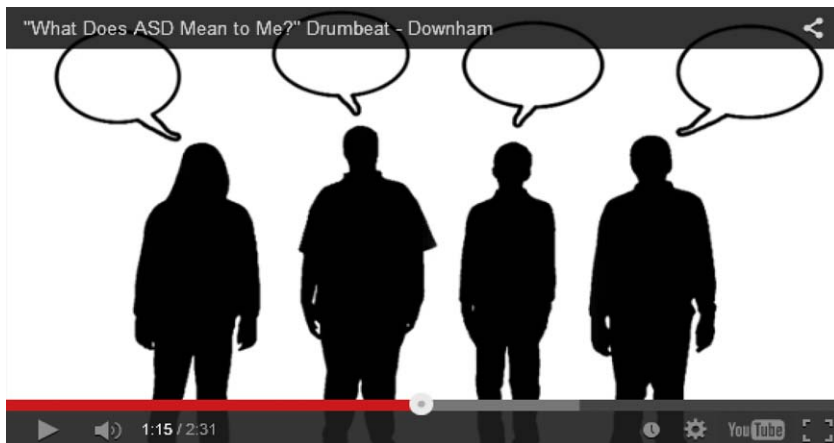 "What Does ASD Mean to Me?" Drumbeat - Downham
1:15 / 2:31 YouTube